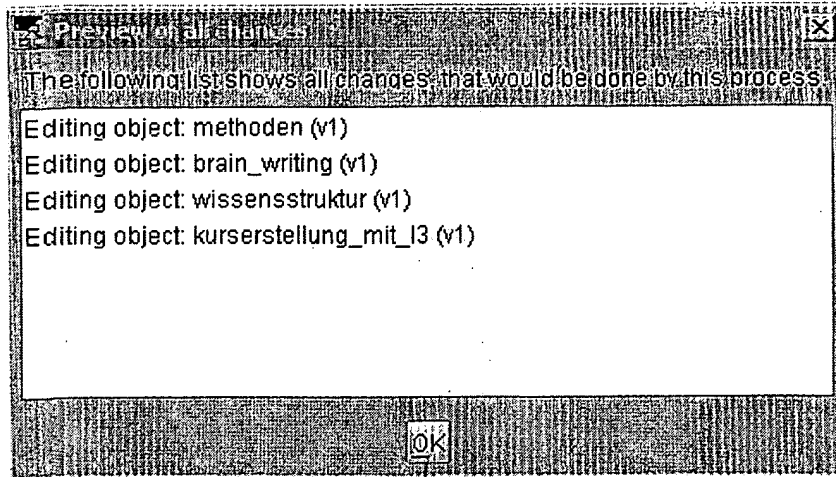 Preview of all changes
The following list shows all changes, that would be done by this process
Editing object: methoden (v1)
Editing object: brain_writing (v1)
Editing object: wissensstruktur (v1)
Editing object: kurserstellung_mit_l3 (v1)
OK